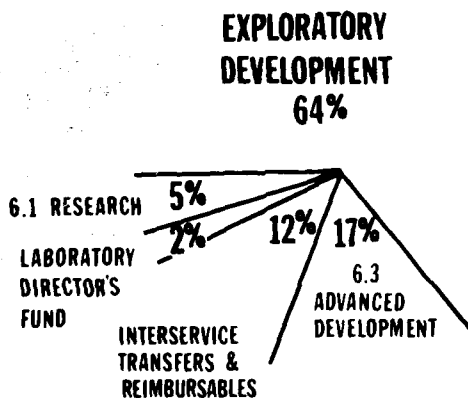 EXPLORATORY
DEVELOPMENT
64%
6.1 RESEARCH
5%
LABORATORY
DIRECTOR'S
FUND
2%
12%
INTERSERVICE
TRANSFERS &
REIMBURSABLES
17%
6.3
ADVANCED
DEVELOPMENT